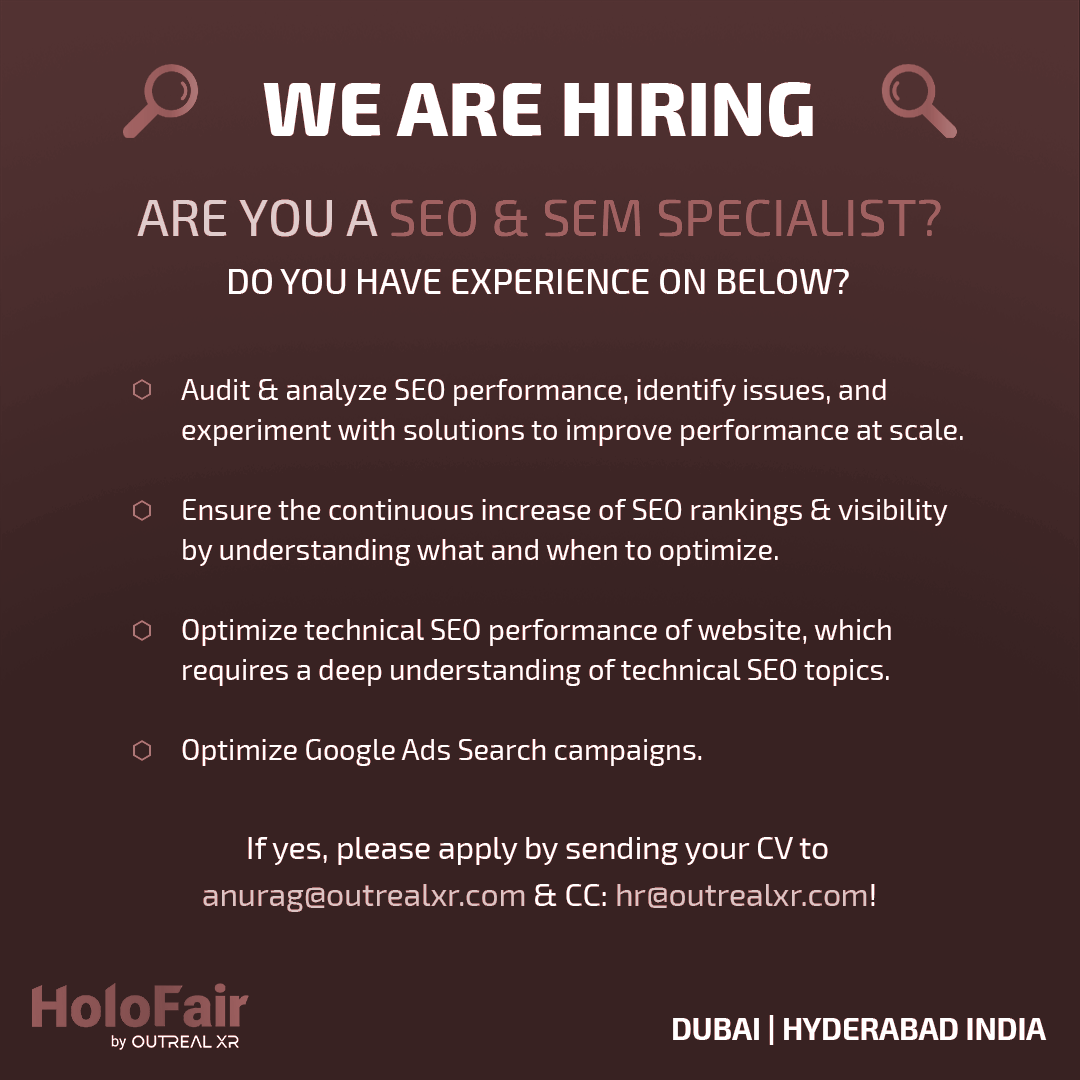 WE ARE HIRING
ARE YOU A SEO & SEM SPECIALIST?
DO YOU HAVE EXPERIENCE ON BELOW?
Audit & analyze SEO performance, identify issues, and
experiment with solutions to improve performance at scale.
Ensure the continuous increase of SEO rankings & visibility
by understanding what and when to optimize.
Optimize technical SEO performance of website, which
requires a deep understanding of technical SEO topics.
Optimize Google Ads Search campaigns.
If yes, please apply by sending your CV to
anurag@outrealxr.com & CC: hr@outrealxr.com!
HoloFair
by OUTREAL XR
DUBAI | HYDERABAD INDIA